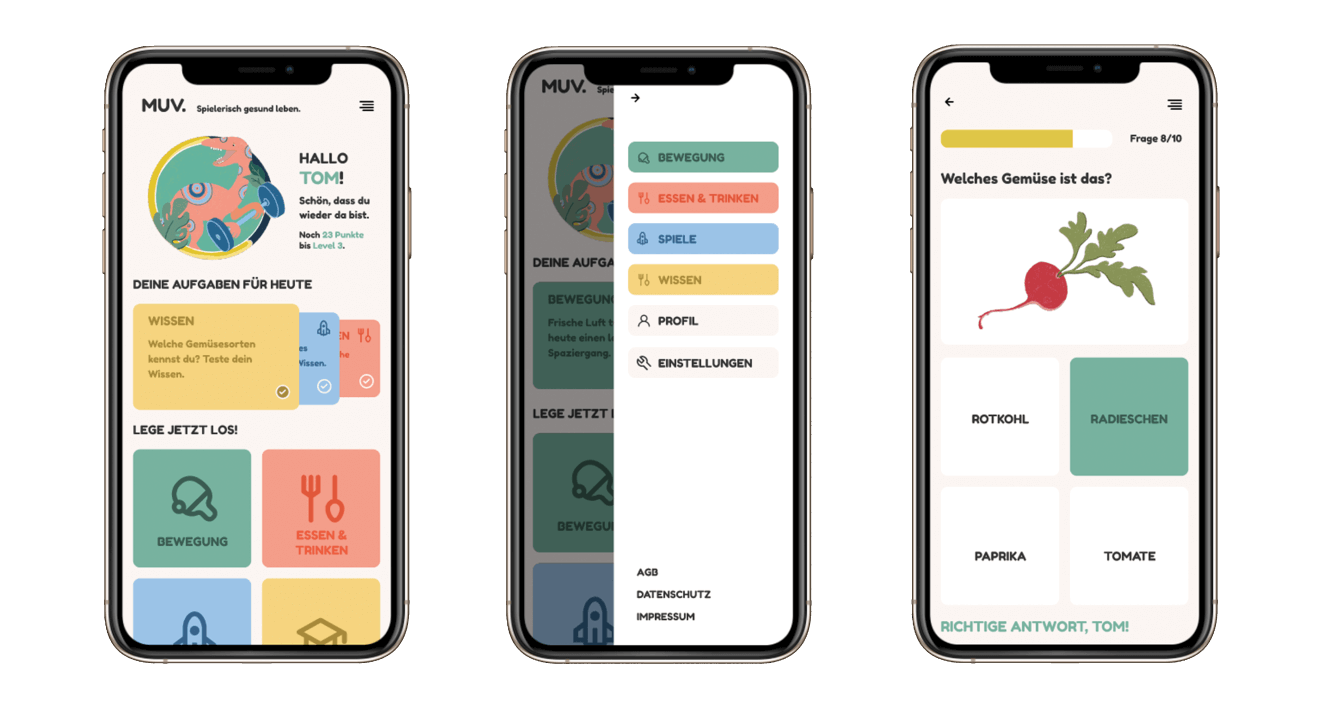 MUV. Spielerisch gesund leben.
HALLO
TOM!
Schön, dass du
wieder da bist.
Noch 23 Punkte
bis Level 3.
DEINE AUFGABEN FÜR HEUTE
WISSEN
Welche Gemüsesorten
kennst du? Teste dein
Wissen.
es
Wissen.
EN
he
LEGE JETZT LOS!
BEWEGUNG
ESSEN &
TRINKEN
MUV. Spie
DEINE AUFGA
BEWEGUNG
Frische Luft t
heute einen l
Spaziergang.
LEGE JETZT
BEWEGU
BEWEGUNG
ESSEN & TRINKEN
SPIELE
WISSEN
PROFIL
EINSTELLUNGEN
AGB
DATENSCHUTZ
IMPRESSUM
Frage 8/10
Welches Gemüse ist das?
ROTKOHL
RADIESCHEN
PAPRIKA
TOMATE
RICHTIGE ANTWORT, TOM!